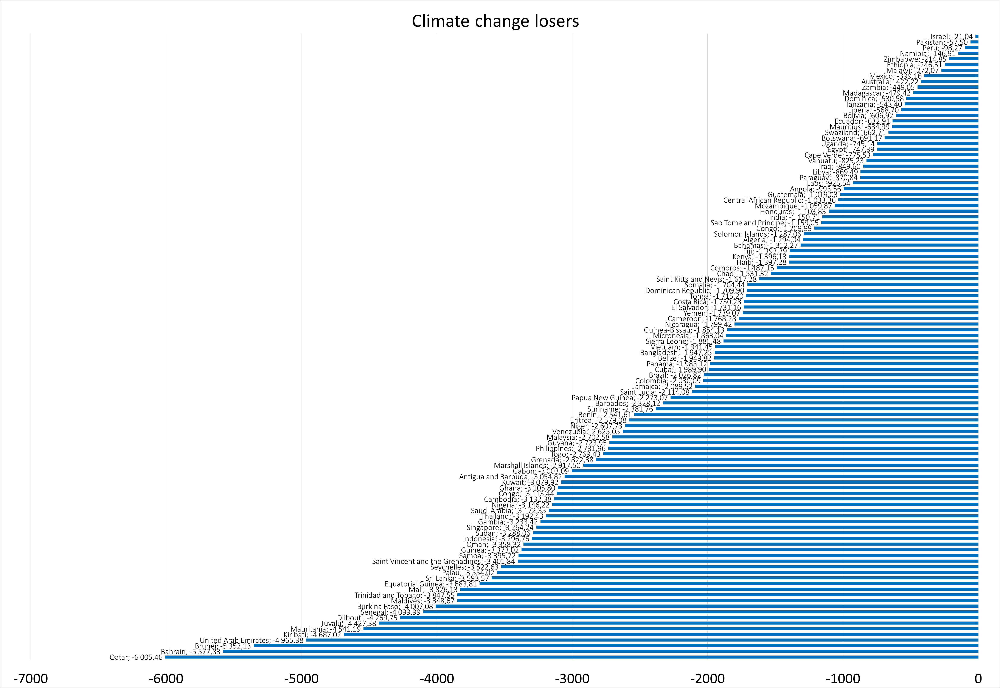 Climate change losers
Israel; -21,04
Pakistan; -57,50
Peru; -98,27
Namibia; -146,91
Zimbabwe; -214,85
Ethiopia; -246,51
Malawi; -272,07
Mexico; -399,16
Australia; -422,22
Zambia; -449,05
Madagascar; -479,42
Dominica; -530,58
Tanzania; -543,40
Liberia; -568,70
Bolivia; -606,92
Ecuador; -632,91
Mauritius; -634,99
Swaziland; -662,71
Botswana; -691,17
Uganda; -745,14
Egypt; -747,39
Cape Verde; -775,53
Vanuatu; -825,23
Iraq; -849,60
Libya; -869,49
Paraguay; -870,84
Laos; -925,54
Angola; -993,56
Guatemala; -1 019,03
Central African Republic; -1 033,36
Mozambique; -1 059,87
Honduras; -1 103,83
India; -1 150,71
Sao Tome and Principe; -1 159,05
Congo; -1 209,99
Solomon Islands; -1 287,06
Algeria; -1 294,04
Bahamas; -1 312,27
Fiji; -1 393,39
Kenya; -1 396,13
Haiti; -1 397,28
Comoros; -1 487,15
Chad; -1 531,32
Saint Kitts and Nevis; -1 617,28
Somalia; -1 704,44
Dominican Republic; -1 709,90
Tonga; -1 715,20
Costa Rica; -1 730,28
El Salvador; -1 731,16
Yemen; -1 739,07
Cameroon; -1 768,28
Nicaragua; -1 799,42
Guinea-Bissau; -1 854,13
Micronesia; -1 863,04
Sierra Leone; -1 881,48
Vietnam; -1 941,45
Bangladesh; -1 947,25
Belize; -1 949,82
Panama; -1 983,12
Cuba; -1 989,90
Brazil; -2 026,82
Colombia; -2 030,09
Jamaica; -2 089,52
Saint Lucia; -2 114,08
Papua New Guinea; -2 273,07
Barbados; -2 328,12
Suriname; -2 381,76
Benin; -2 541,61
Eritrea; -2 579,08
Niger; -2 607,73
Venezuela; -2 625,05
Malaysia; -2 702,58
Guyana; -2 723,95
Philippines; -2 731,96
Togo; -2 769,43
Grenada; -2 822,38
Marshall Islands; -2 917,50
Gabon; -3 003,09
Antigua and Barbuda; -3 054,82
Kuwait; -3 079,92
Ghana; -3 105,80
Congo; -3 113,44
Cambodia; -3 132,38
Nigeria; -3 146,22
Saudi Arabia; -3 172,35
Thailand; -3 192,43
Gambia; -3 233,42
Singapore; -3 264,24
Sudan; -3 288,06
Indonesia; -3 296,76
Oman; -3 358,32
Guinea; -3 373,02
Samoa; -3 395,72
Saint Vincent and the Grenadines; -3 401,84
Seychelles; -3 522,63
Palau; -3 554,02
Sri Lanka; -3 593,57
Equatorial Guinea; -3 683,81
Mali; -3 826,13
Trinidad and Tobago; -3 847,55
Maldives; -3 848,67
Burkina Faso; -4 007,08
Senegal; -4 099,99
Djibouti; -4 269,75
Tuvalu; -4 427,38
Mauritania; -4 541,19
Kiribati; -4 687,02
United Arab Emirates; -4 965,38
Brunei; -5 352,13
Bahrain; -5 577,83
Qatar; -6 005,46
-7000 -6000 -5000 -4000 -3000 -2000 -1000 0